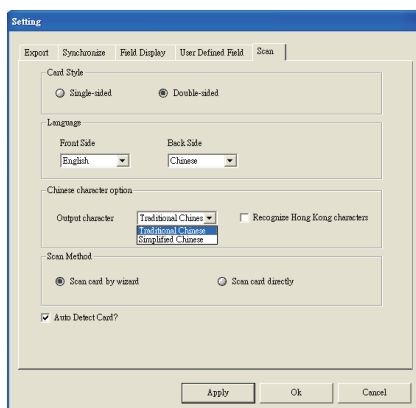 Setting
Export Synchronize Field Display User Defined Field Scan
Card Style
Single-sided Double-sided
Language
Front Side Back Side
English Chinese
Chinese character option
Output character Traditional Chines Recognize Hong Kong characters
Traditional Chinese
Simplified Chinese
Scan Method
Scan card by wizard Scan card directly
Auto Detect Card?
Apply Ok Cancel